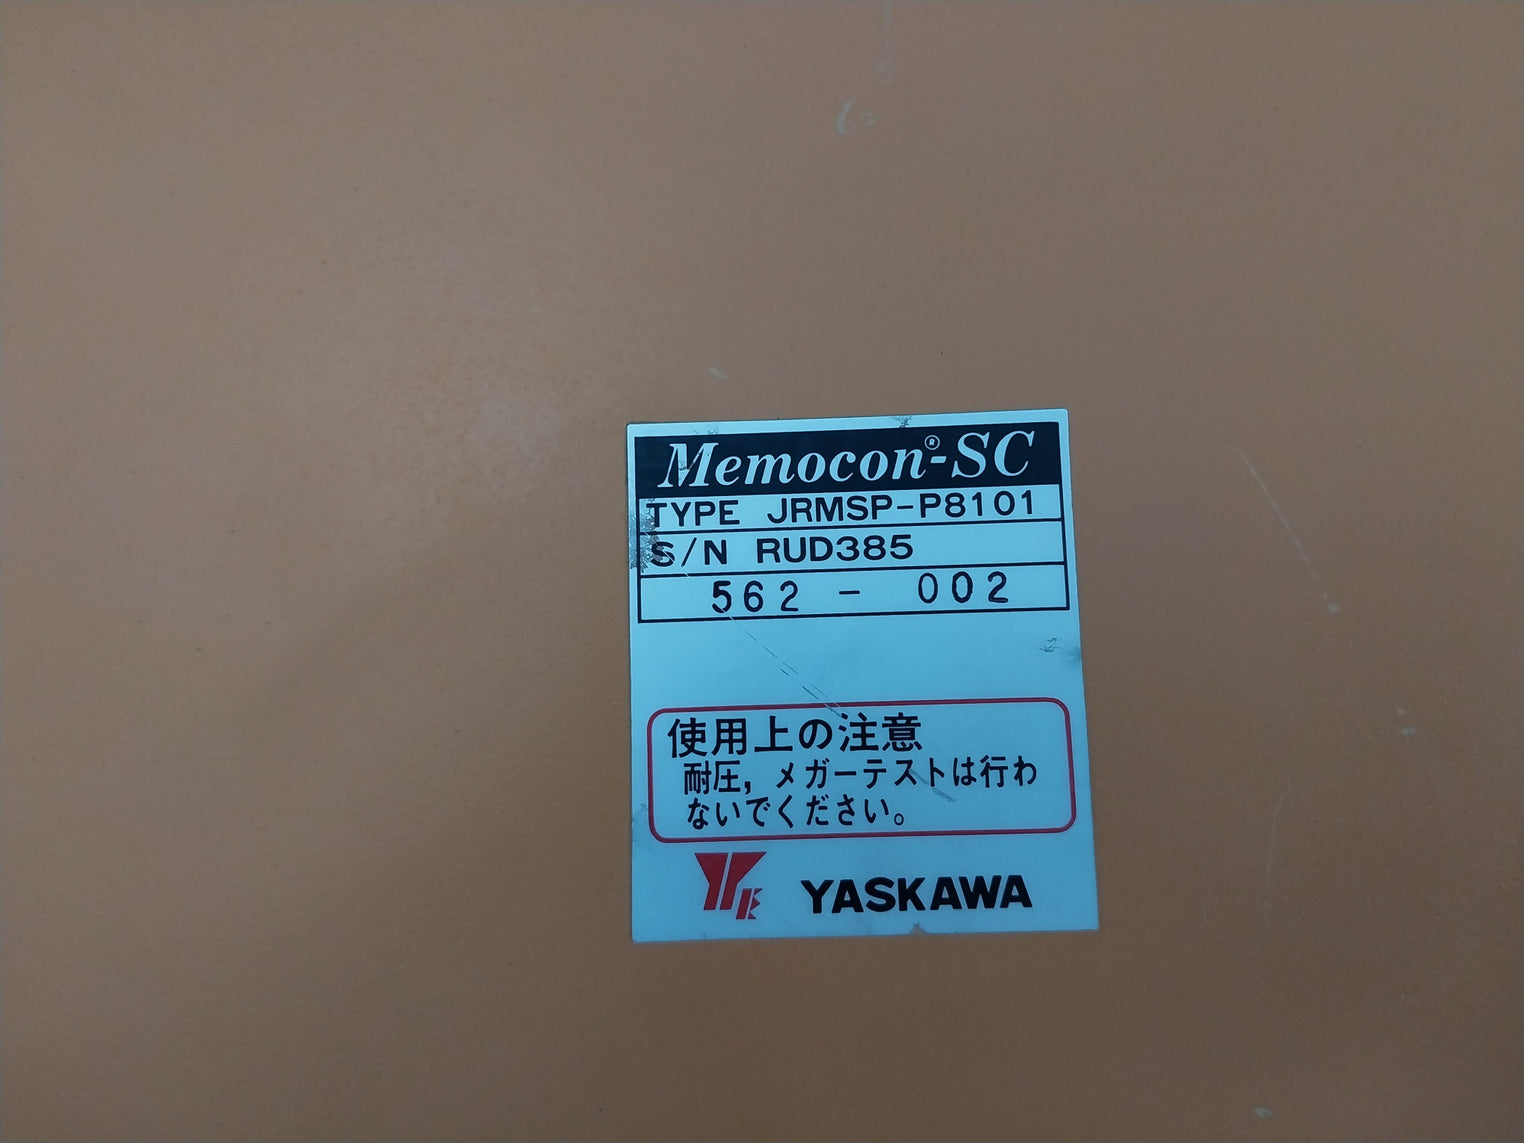 Memocon®-SC
TYPE JRMSP-P8101
S/N RUD385
562 - 002
使用上の注意
耐圧，メガーテストは行わ
ないでください。
YASKAWA